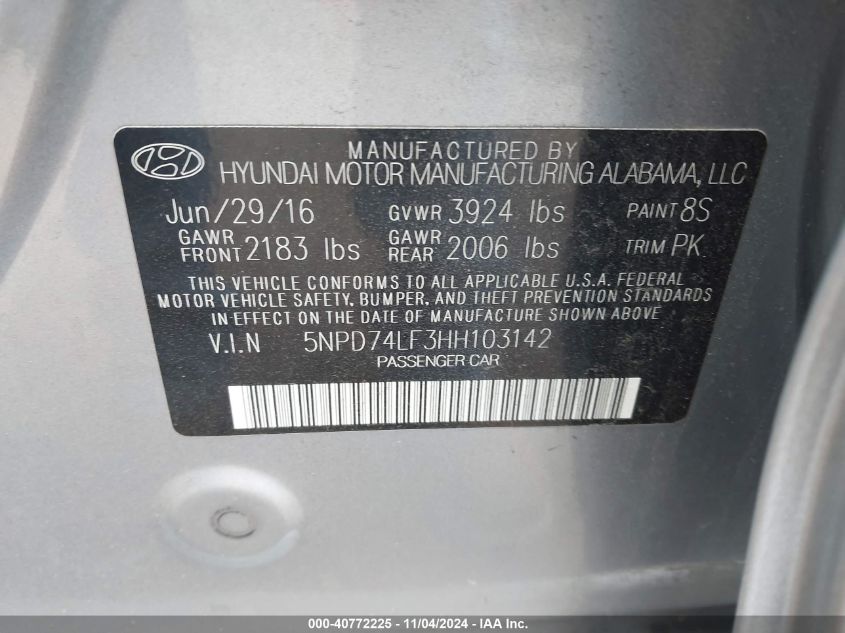 MANUFACTURED BY
HYUNDAI MOTOR MANUFACTURING ALABAMA, LLC
Jun/29/16 GVWR 3924 lbs PAINT 8S
GAWR FRONT 2183 lbs GAWR REAR 2006 lbs TRIM PK
THIS VEHICLE CONFORMS TO ALL APPLICABLE U.S.A. FEDERAL
MOTOR VEHICLE SAFETY, BUMPER, AND THEFT PREVENTION STANDARDS
IN EFFECT ON THE DATE OF MANUFACTURE SHOWN ABOVE.
V.I.N 5NPD74LF3HH103142
PASSENGER CAR
000-40772225 - 11/04/2024 - IAA Inc.